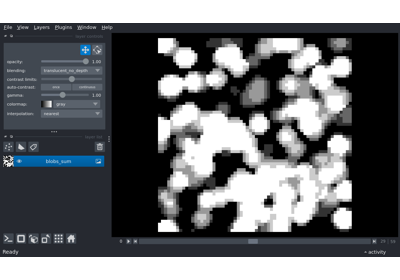 File View Layers Plugins Window Help
opacity: 1.00
blending: translucent_no_depth
contrast limits:
auto-contrast: once continuous
gamma: 1.00
colormap: gray
interpolation: nearest
blobs_sum
Ready activity